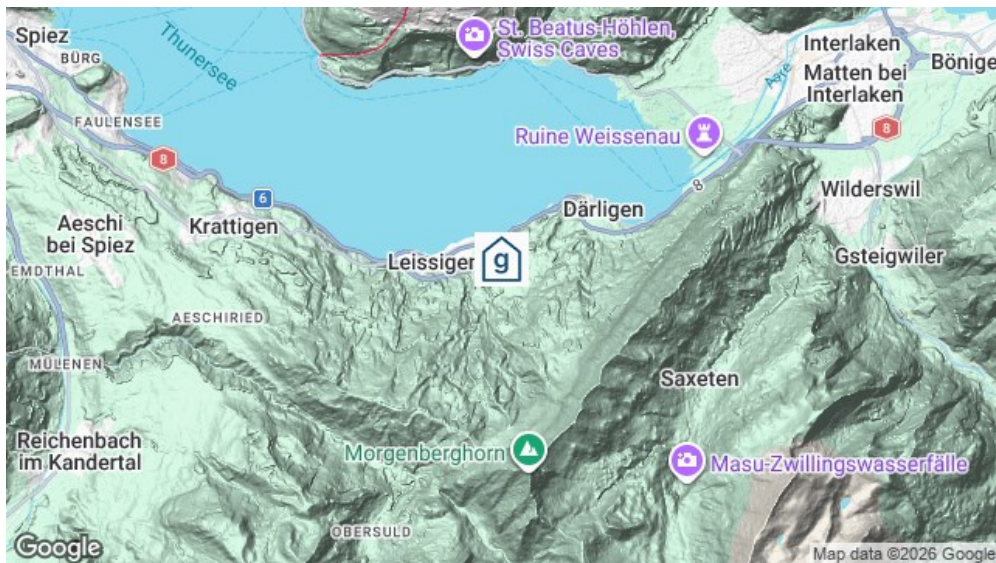 St. Beatus-Höhlen,
Swiss Caves
Spiez
BÜRG
Thunersee
Interlaken
Aare
Bönige
Matten bei
Interlaken
FAULENSEE
Ruine Weissenau
8
8
8
6
Wilderswil
Därligen
Aeschi
bei Spiez
Krattigen
Leissigen
g
Gsteigwiler
EMDTHAL
AESCHIRIED
MÜLENEN
Saxeten
Reichenbach
im Kandertal
Morgenberghorn
Masu-Zwillingswasserfälle
OBERSULD
Google
Map data ©2026 Google